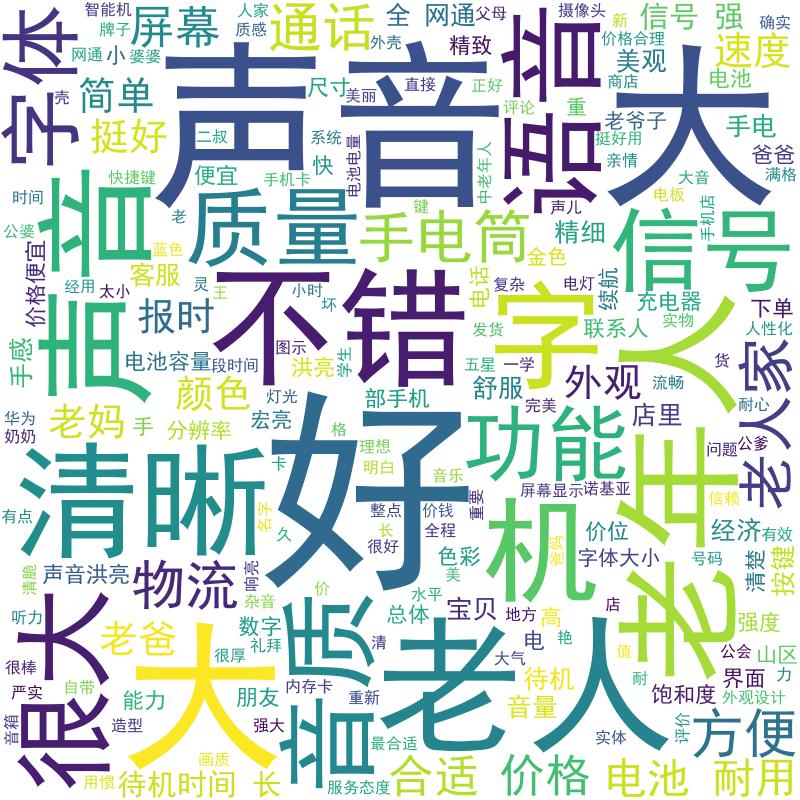 智能机 人家 屏幕 通话 全 网通 父母 摄像头 新 信号 强
牌子 质感 外壳 精致 价格合理 确实 速度
字体 网通 小 婆婆 声音 直接 正好 语音 大 美观 电池
壳 简单 尺寸 美丽 评论 重 商店 手电
挺好 二叔 系统 中老年人 老爷子 爸爸
快捷键 便宜 快 电池电量 挺好用 亲情 大音 满格
时间 老 手机卡 键 声儿 电板 手机店
声音 质量 手电筒 精细 信号
公婆 蓝色 客服 金色 电话 老年人
价格便宜 经用 太小 灵 王 不错 复杂 电灯 续航 充电器 下单
手感 报时 小时 坏 字 发货 联系人 实物 人性化
电池容量 段时间 图示 学生 洪亮 五星 一学 外观 流畅 货 老人家
颜色 灯光 部手机 舒服 完美 店里 耐心
华为 奶奶 老妈 手 分辨率 宏亮 好 功能 问题 公爹
清晰 格 卡 理想 明白 音乐 屏幕显示 诺基亚 信赖
有点 名字 久 整点 长 价钱 全程 重要 机 价位 经济 有效
很好 色彩 爸妈 字体大小 号码 清楚 按键
清脆 声音洪亮 响亮 物流 杂音 价 美 水平 宝贝 地方 高 店 强度
听力 很大 老爸 数字 音质 总体 老人 电 艳 值 公会 山区
很棒 很厚 礼拜 清 大气 待机 耐 界面 力
严实 自带 能力 朋友 内存卡 重新 音量 饱和度 外观设计
音箱 造型 大 强大 最合适 实体 评价 方便
用惯 待机时间 长 画质 服务态度 合适 价格 电池 耐用